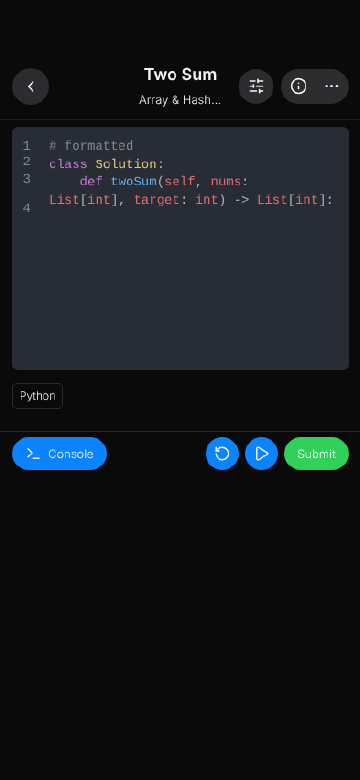 Two Sum
Array & Hash...
1 # formatted
2 class Solution:
3 def twoSum(self, nums:
List[int], target: int) -> List[int]:
4
Python
Console
Submit